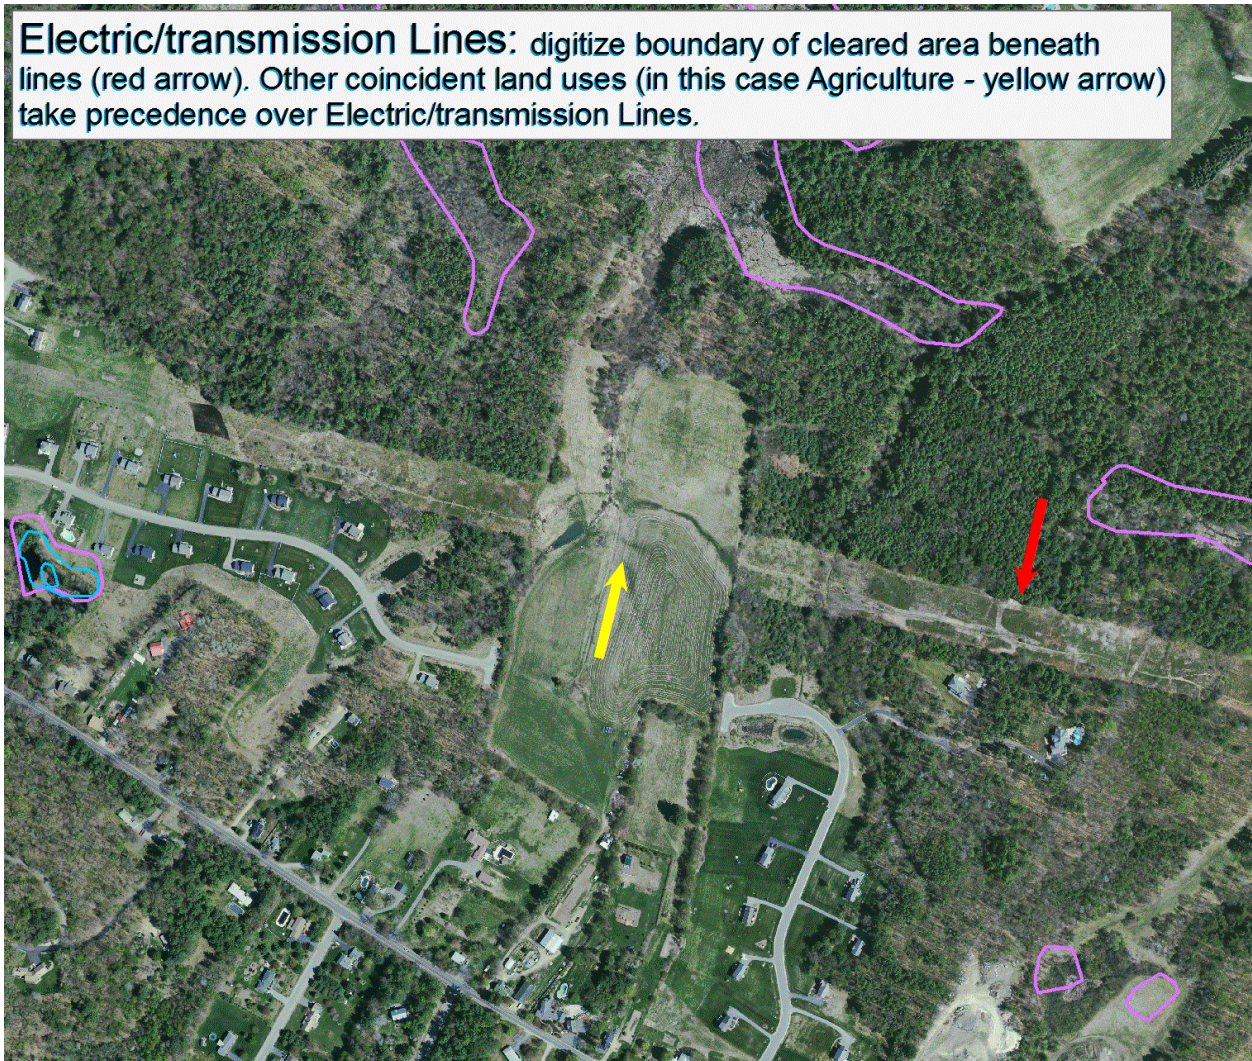 Electric/transmission Lines: digitize boundary of cleared area beneath
lines (red arrow). Other coincident land uses (in this case Agriculture - yellow arrow)
take precedence over Electric/transmission Lines.